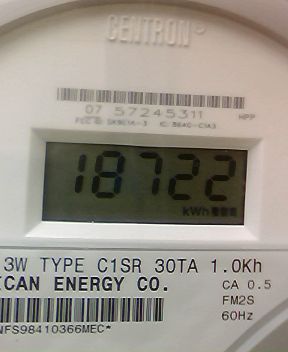 CENTRON®
07 57245311 HPP
18722
kWh
3W TYPE C1SR 30TA 1.0Kh
ICAN ENERGY CO.
CA 0.5
FM2S
60Hz
NFS98410366MEC*